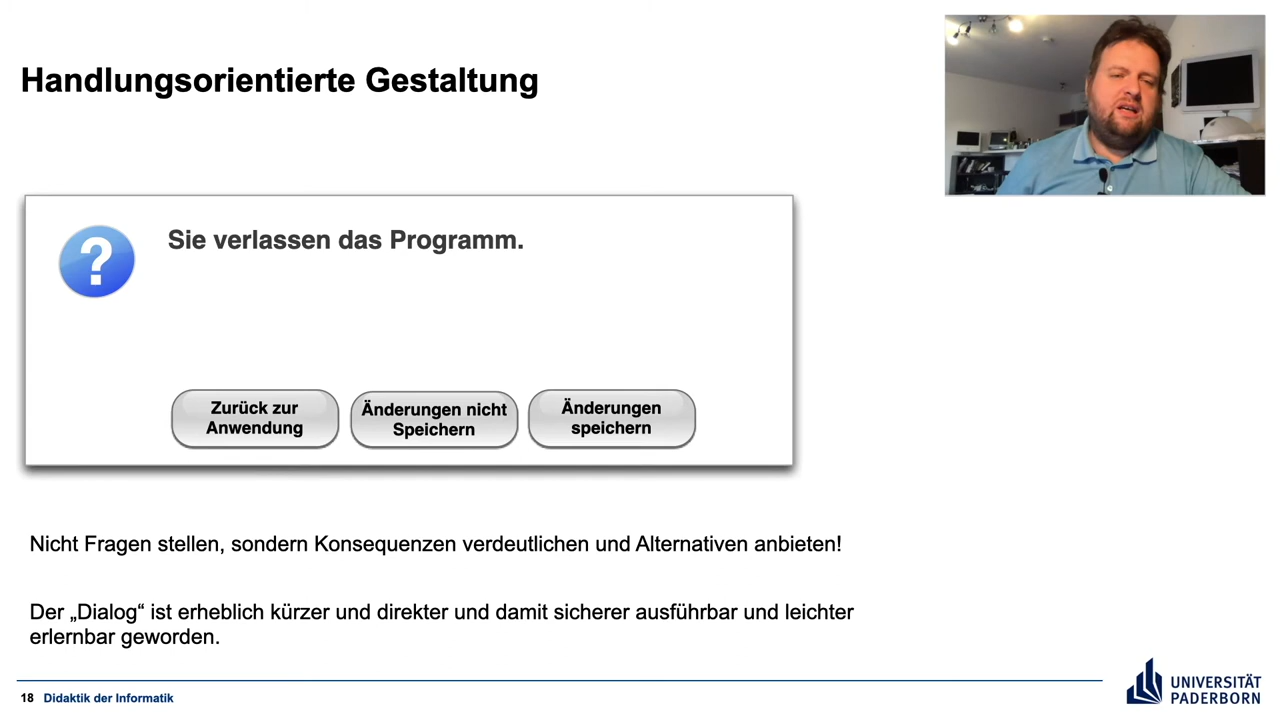 Handlungsorientierte Gestaltung
?
Sie verlassen das Programm.
Zurück zur
Anwendung
Änderungen nicht
Speichern
Änderungen
speichern
Nicht Fragen stellen, sondern Konsequenzen verdeutlichen und Alternativen anbieten!
Der „Dialog“ ist erheblich kürzer und direkter und damit sicherer ausführbar und leichter
erlernbar geworden.
18 Didaktik der Informatik
UNIVERSITÄT
PADERBORN